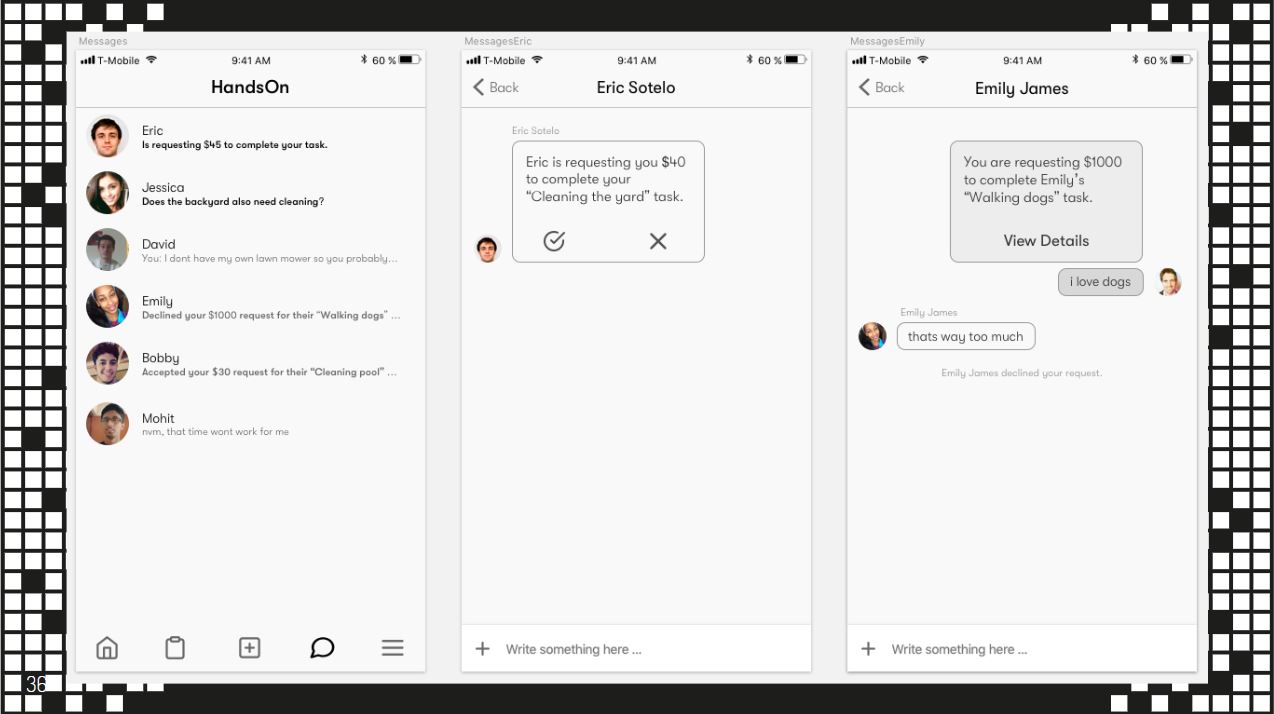 Messages
T-Mobile 9:41 AM 60 %
HandsOn
Eric
Is requesting $45 to complete your task.
Jessica
Does the backyard also need cleaning?
David
You: I dont have my own lawn mower so you probably...
Emily
Declined your $1000 request for their “Walking dogs” ...
Bobby
Accepted your $30 request for their “Cleaning pool” ...
Mohit
nvm, that time wont work for me
MessagesEric
T-Mobile 9:41 AM 60 %
Back Eric Sotelo
Eric Sotelo
Eric is requesting you $40
to complete your
“Cleaning the yard” task.
Write something here ...
MessagesEmily
T-Mobile 9:41 AM 60 %
Back Emily James
You are requesting $1000
to complete Emily’s
“Walking dogs” task.
View Details
i love dogs
Emily James
thats way too much
Emily James declined your request.
Write something here ...
36